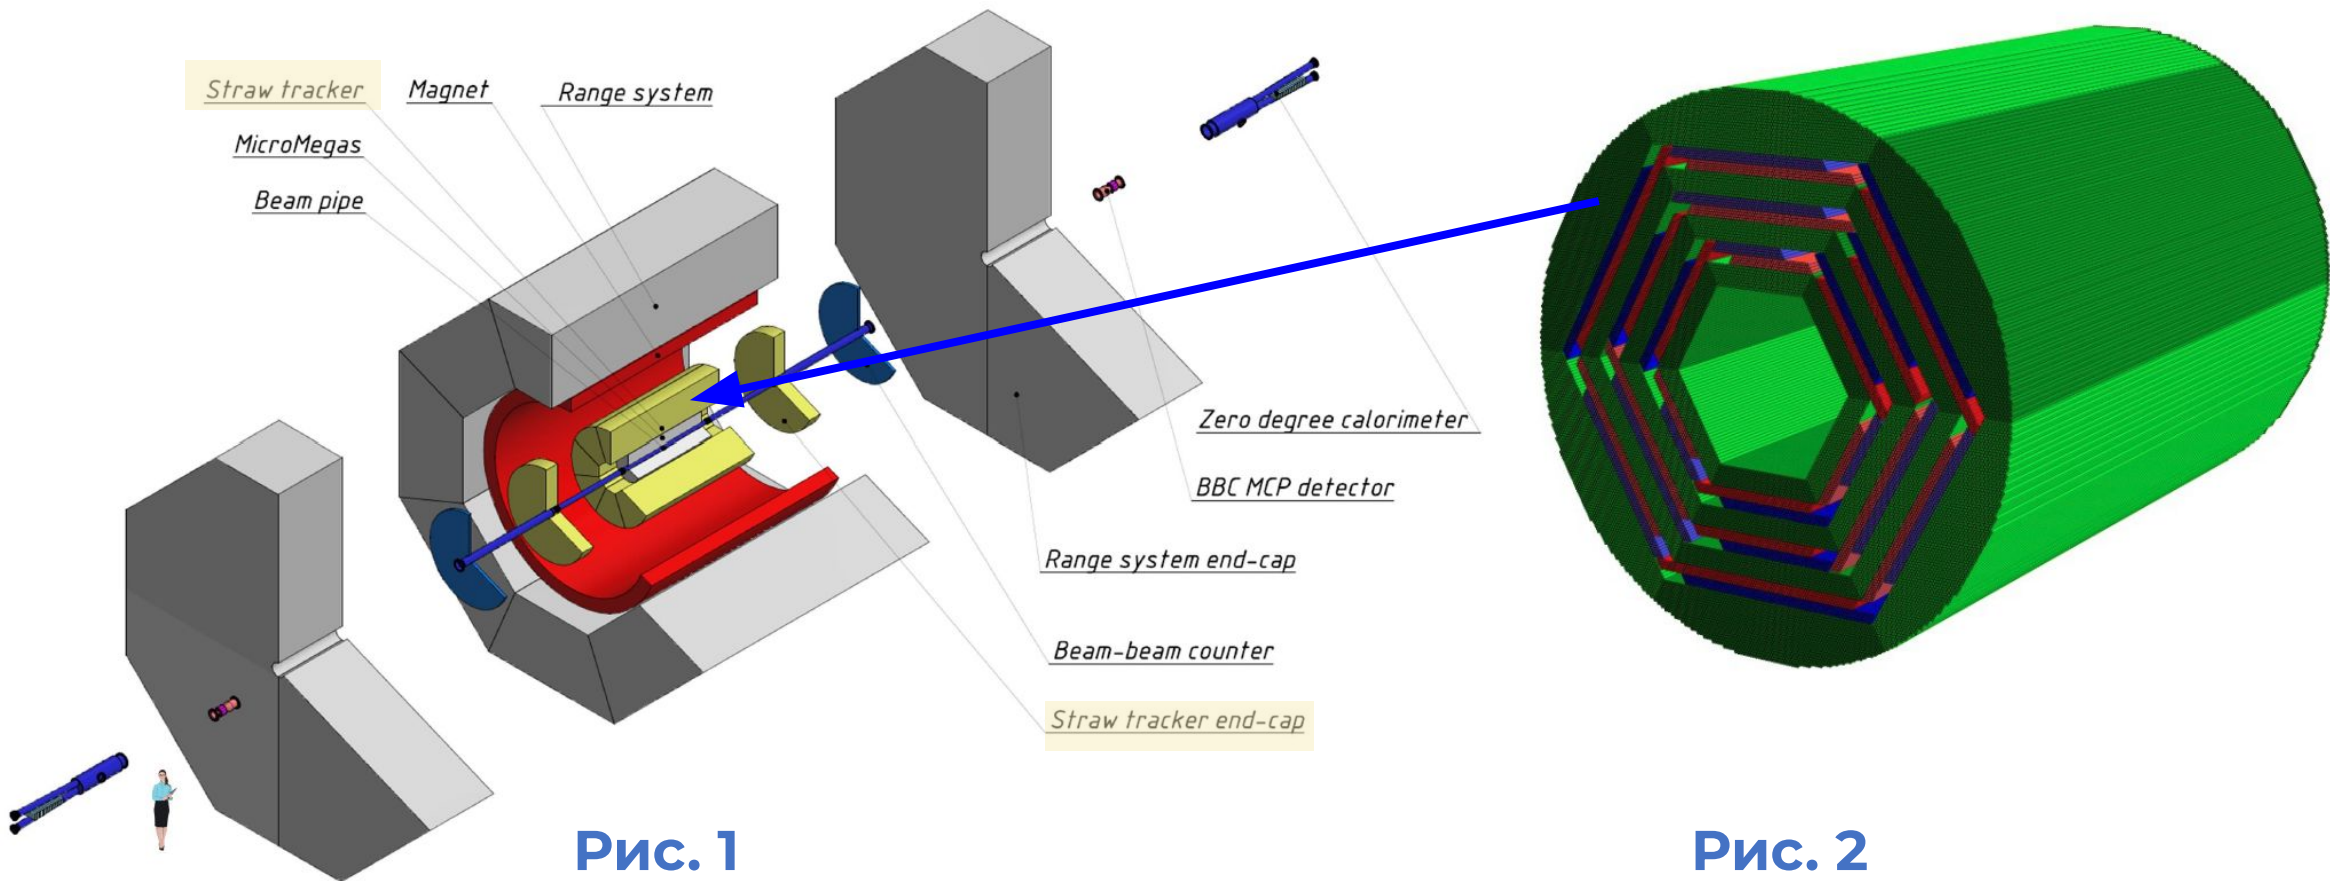 Straw tracker
Magnet
Range system
MicroMegas
Beam pipe
Zero degree calorimeter
BBC MCP detector
Range system end-cap
Beam-beam counter
Straw tracker end-cap
Рис. 1
Рис. 2